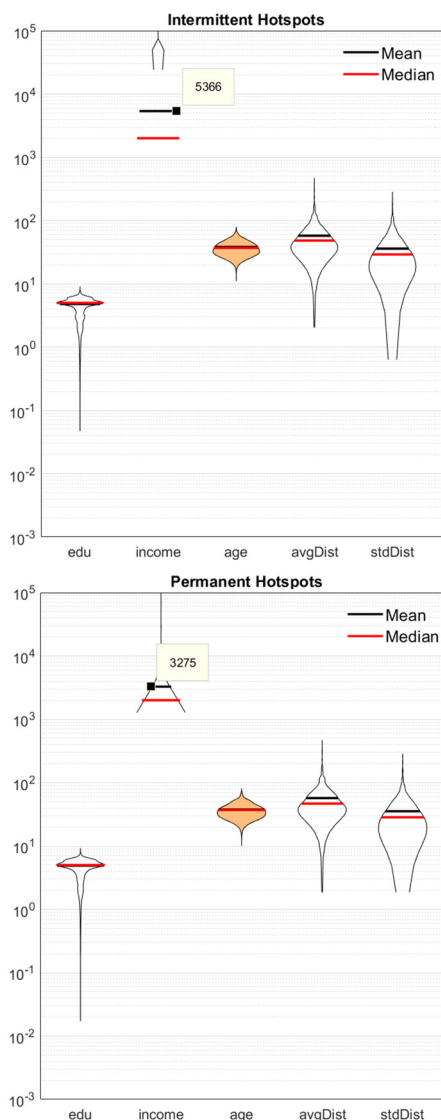 Intermittent Hotspots
10^5
10^4
10^3
10^2
10^1
10^0
10^-1
10^-2
10^-3
Mean
Median
5366
edu income age avgDist stdDist
Permanent Hotspots
10^5
10^4
10^3
10^2
10^1
10^0
10^-1
10^-2
10^-3
Mean
Median
3275
edu income age avgDist stdDist